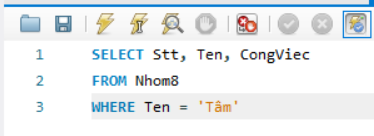 1 SELECT Stt, Ten, CongViec
2 FROM Nhom8
3 WHERE Ten = 'Tâm'